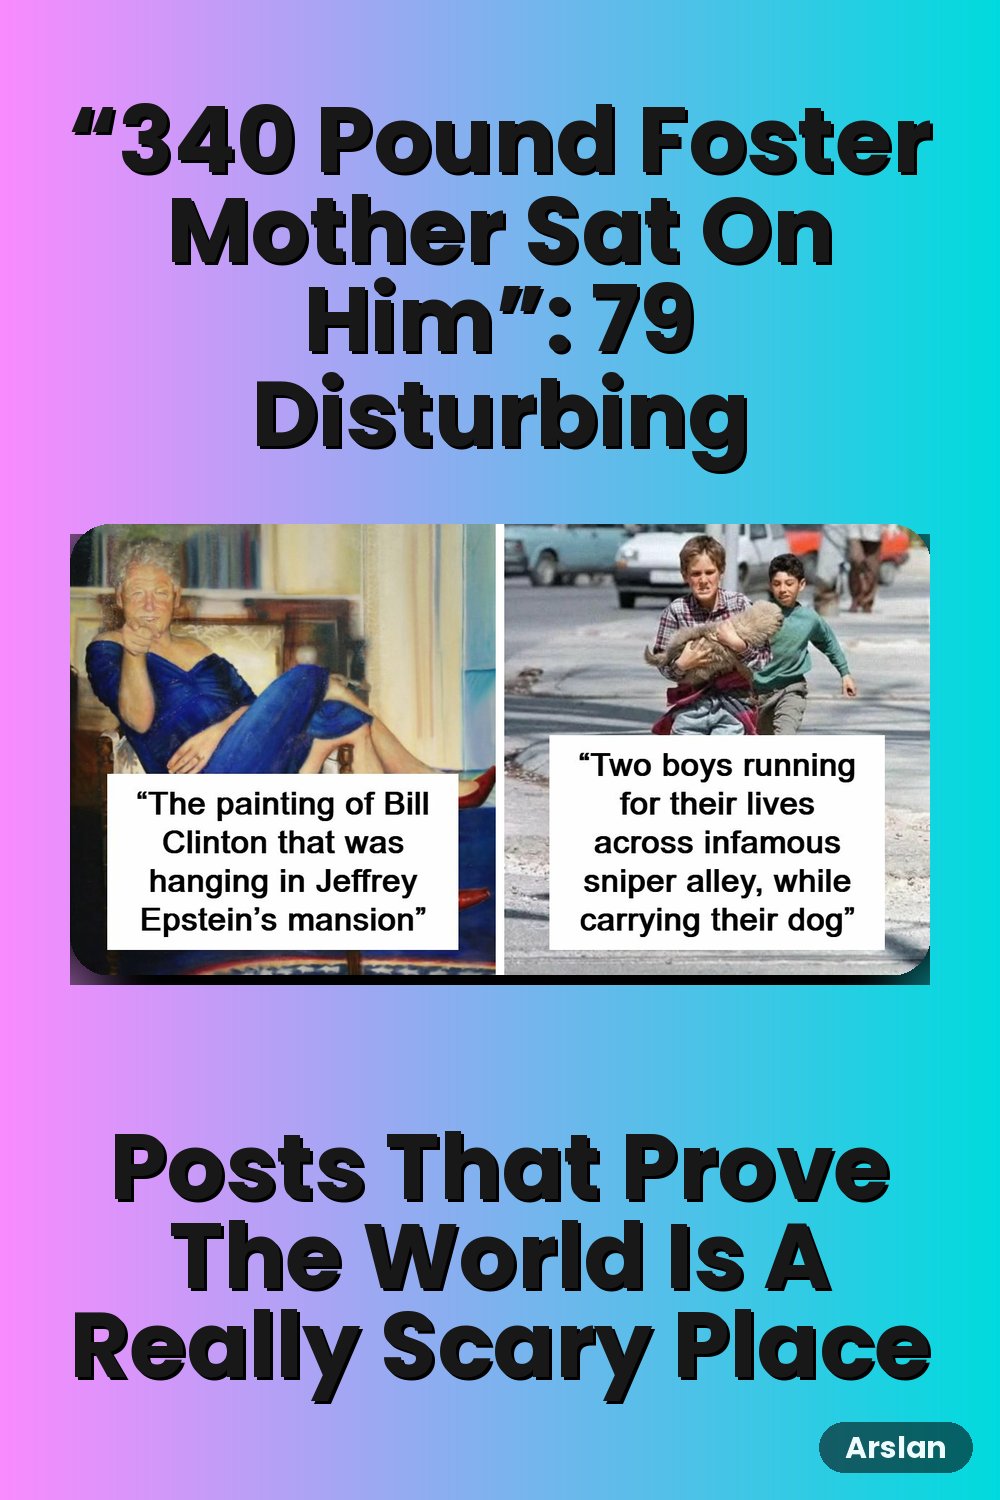 “340 Pound Foster
Mother Sat On
Him”: 79
Disturbing
“The painting of Bill
Clinton that was
hanging in Jeffrey
Epstein’s mansion”
“Two boys running
for their lives
across infamous
sniper alley, while
carrying their dog”
Posts That Prove
The World Is A
Really Scary Place
Arslan